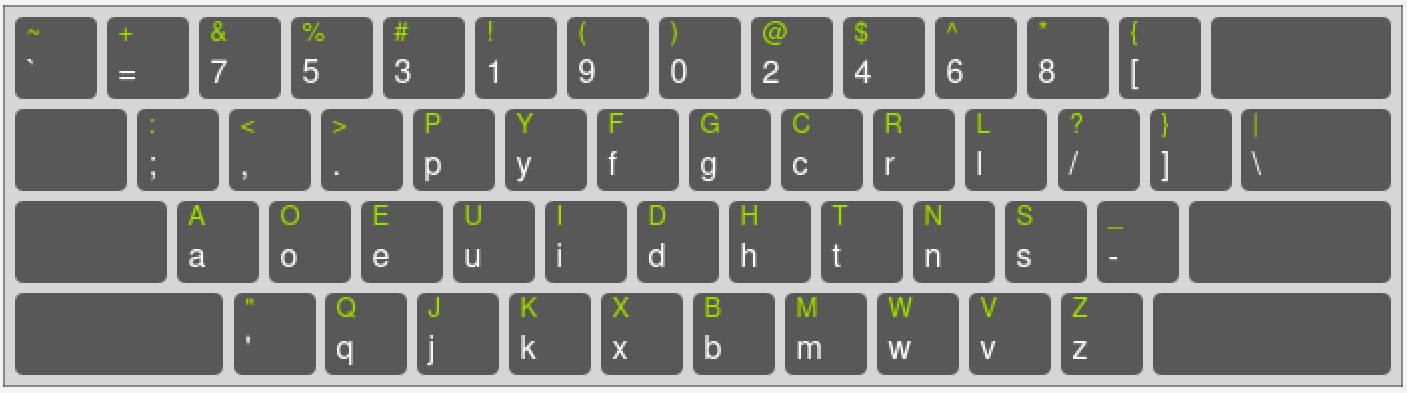 ~ + & % # ! ( ) @ $ ^ * {
` = 7 5 3 1 9 0 2 4 6 8 [
: < > P Y F G C R L ? } |
; , . p y f g c r l / ] \
A O E U I D H T N S _
a o e u i d h t n s -
" Q J K X B M W V Z
' q j k x b m w v z